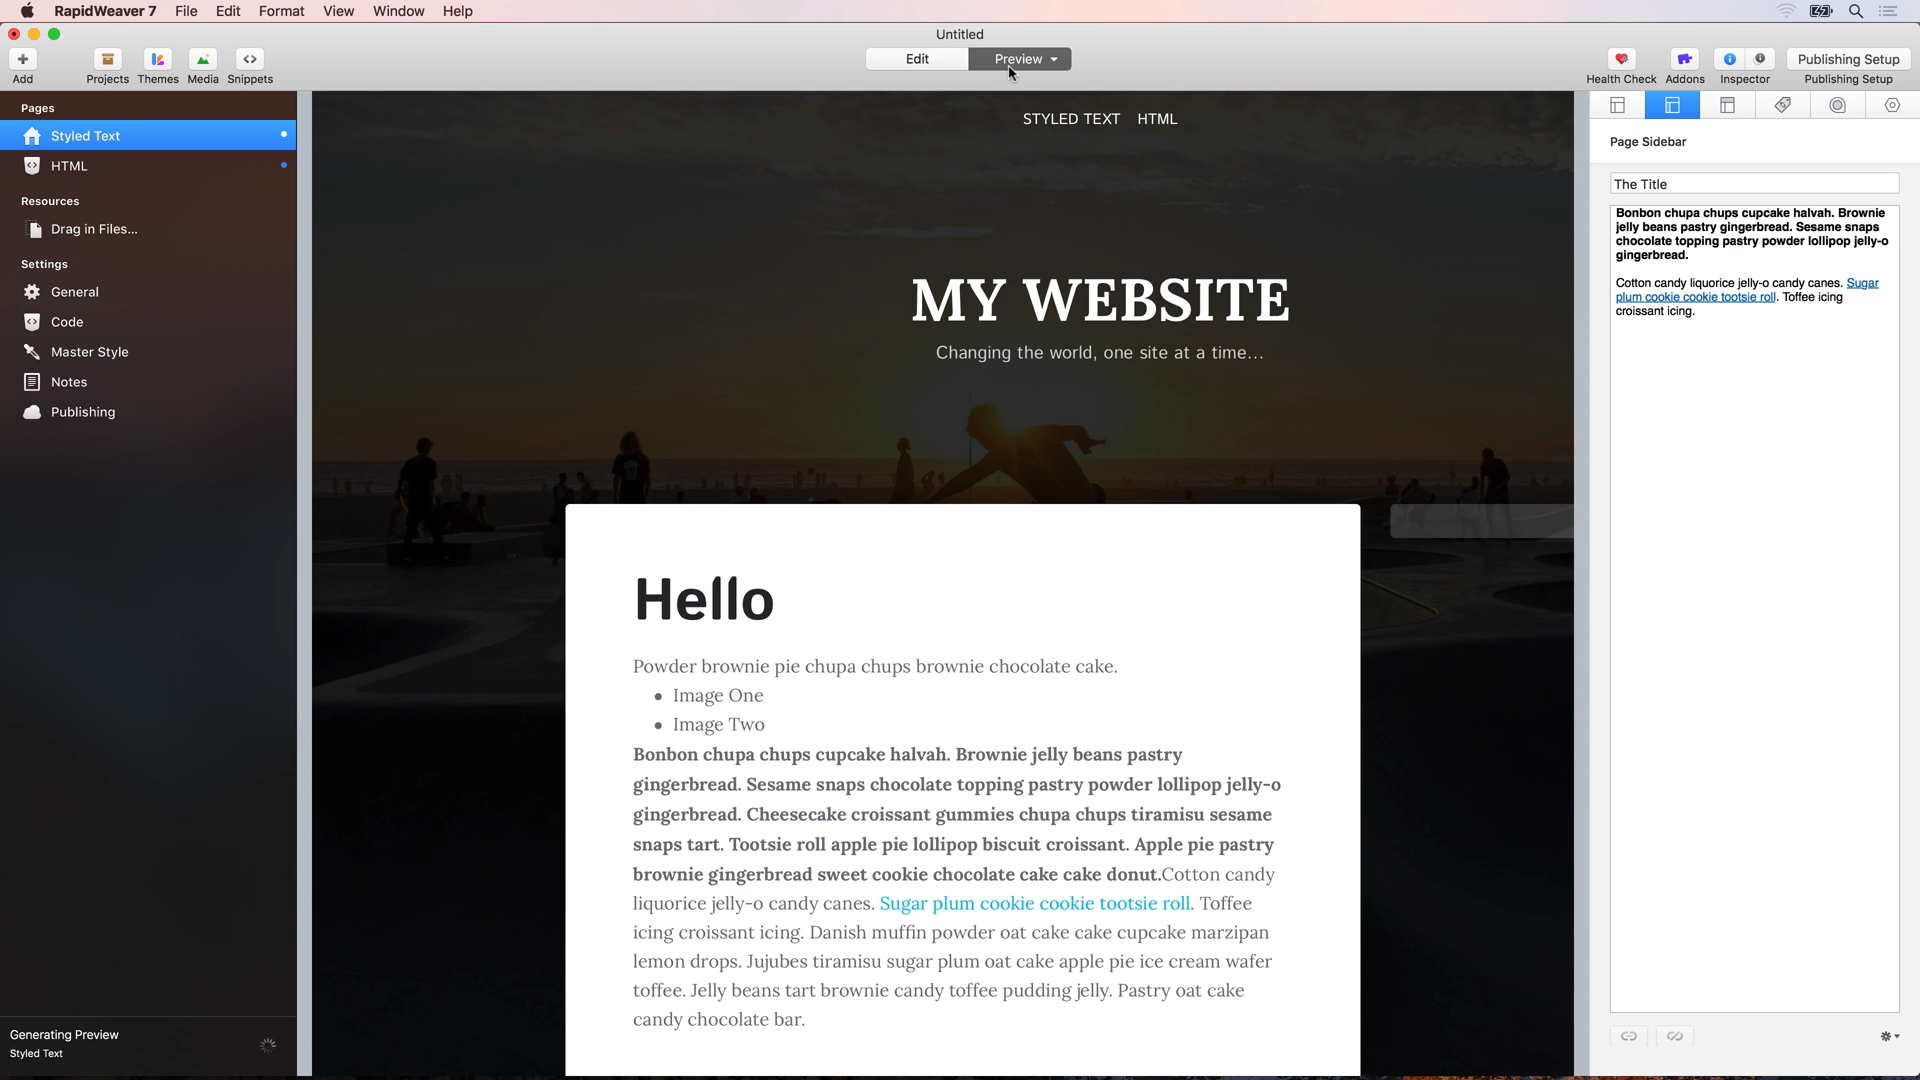 RapidWeaver 7 File Edit Format View Window Help
Untitled
Edit Preview
Publishing Setup
Add Projects Themes Media Snippets
Health Check Addons Inspector Publishing Setup
Pages
Styled Text
HTML
Resources
Drag in Files...
Settings
General
Code
Master Style
Notes
Publishing
Generating Preview
Styled Text
STYLED TEXT HTML
MY WEBSITE
Changing the world, one site at a time...
Hello
Powder brownie pie chupa chups brownie chocolate cake.
• Image One
• Image Two
Bonbon chupa chups cupcake halvah. Brownie jelly beans pastry
gingerbread. Sesame snaps chocolate topping pastry powder lollipop jelly-o
gingerbread. Cheesecake croissant gummies chupa chups tiramisu sesame
snaps tart. Tootsie roll apple pie lollipop biscuit croissant. Apple pie pastry
brownie gingerbread sweet cookie chocolate cake cake donut.Cotton candy
liquorice jelly-o candy canes. Sugar plum cookie cookie tootsie roll. Toffee
icing croissant icing. Danish muffin powder oat cake cake cupcake marzipan
lemon drops. Jujubes tiramisu sugar plum oat cake apple pie ice cream wafer
toffee. Jelly beans tart brownie candy toffee pudding jelly. Pastry oat cake
candy chocolate bar.
Page Sidebar
The Title
Bonbon chupa chups cupcake halvah. Brownie
jelly beans pastry gingerbread. Sesame snaps
chocolate topping pastry powder lollipop jelly-o
gingerbread.
Cotton candy liquorice jelly-o candy canes. Sugar
plum cookie cookie tootsie roll. Toffee icing
croissant icing.